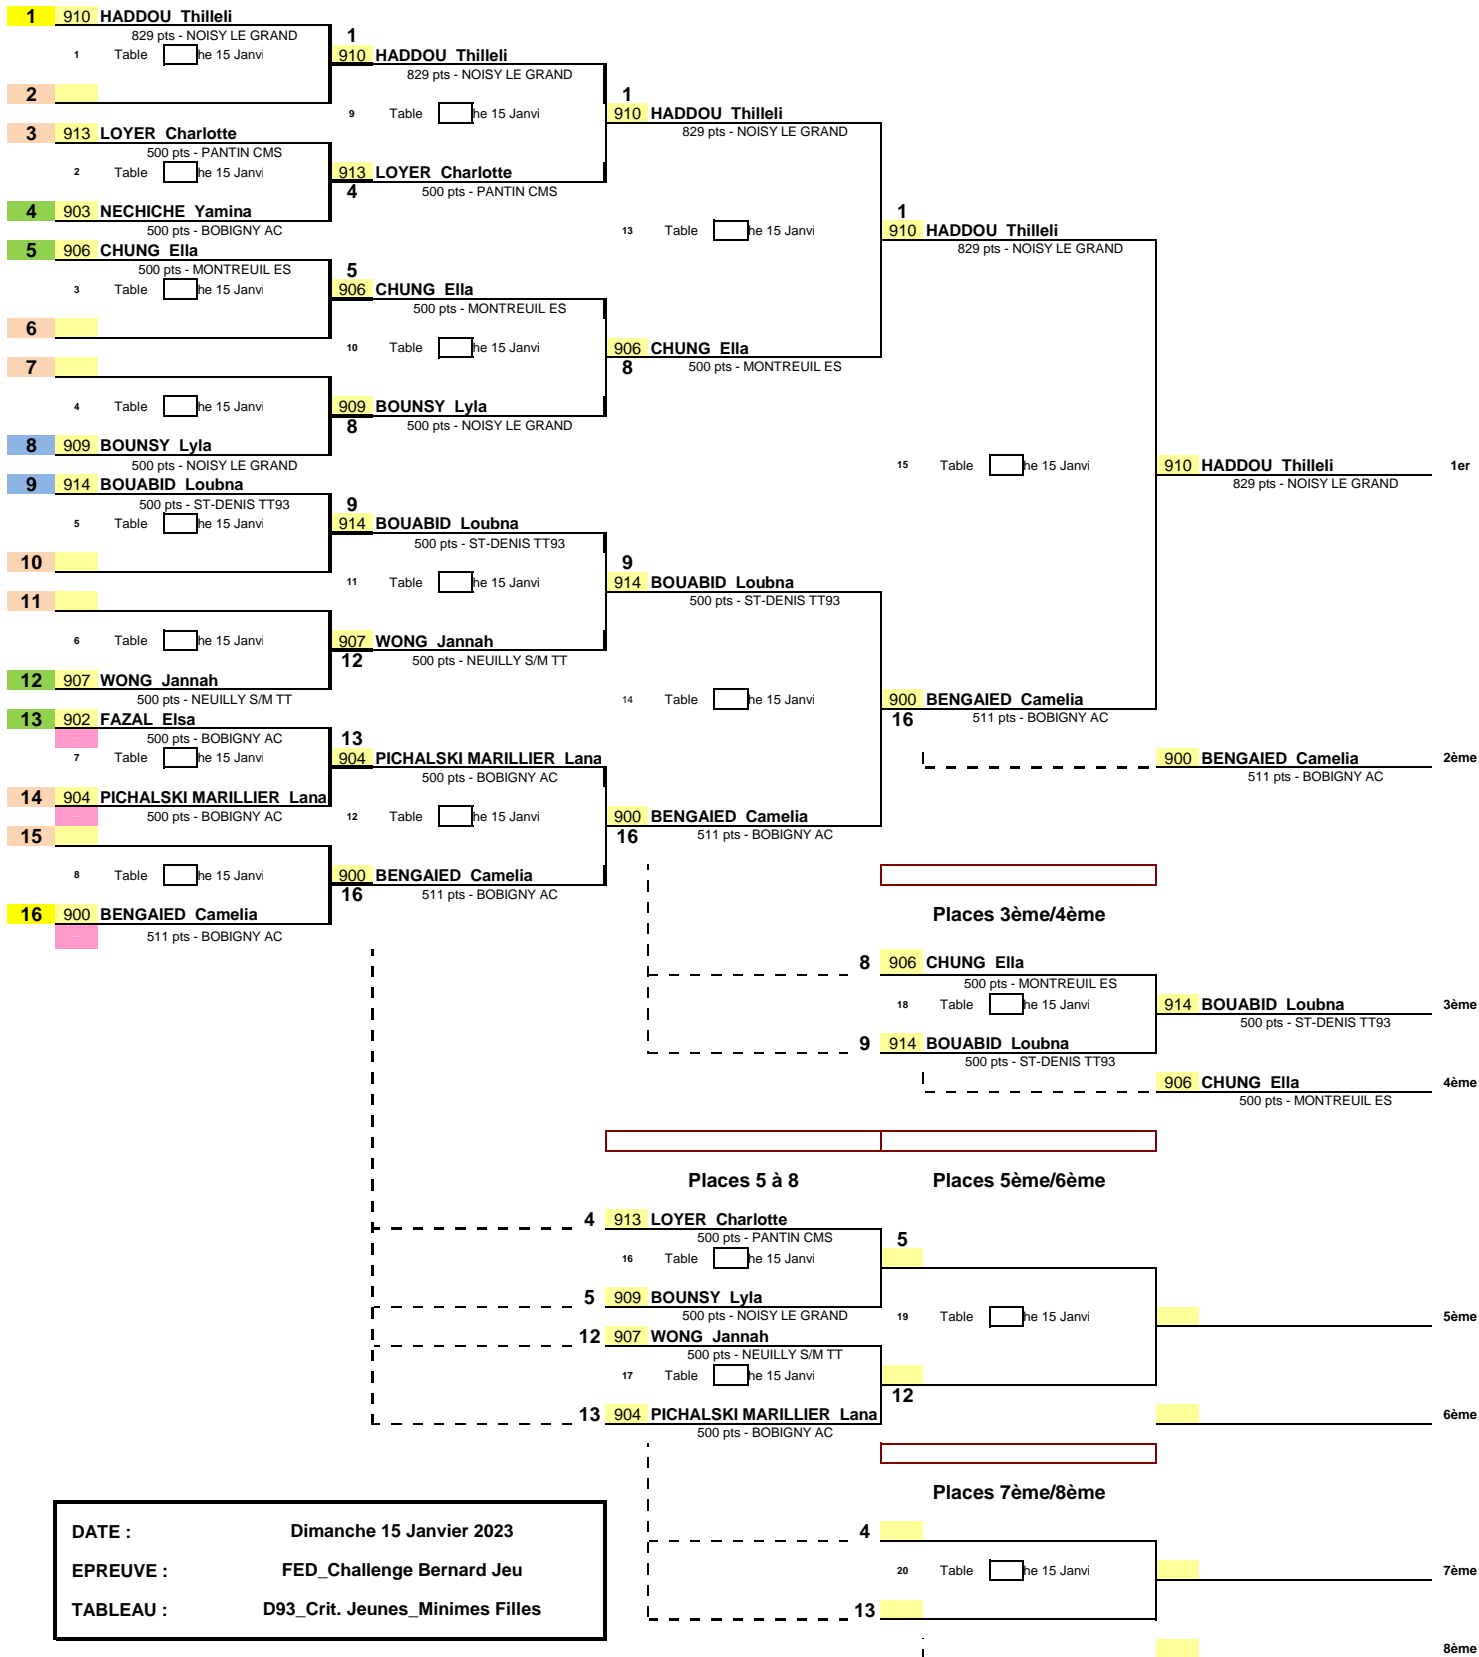 1 910 HADDOU Thilleli
829 pts - NOISY LE GRAND
1 Table he 15 Janvi
2
3 913 LOYER Charlotte
500 pts - PANTIN CMS
2 Table he 15 Janvi
4 903 NECHICHE Yamina
500 pts - BOBIGNY AC
5 906 CHUNG Ella
500 pts - MONTREUIL ES
3 Table he 15 Janvi
6
7
4 Table he 15 Janvi
8 909 BOUNSY Lyla
500 pts - NOISY LE GRAND
9 914 BOUABID Loubna
500 pts - ST-DENIS TT93
5 Table he 15 Janvi
10
11
6 Table he 15 Janvi
12 907 WONG Jannah
500 pts - NEUILLY S/M TT
13 902 FAZAL Elsa
500 pts - BOBIGNY AC
7 Table he 15 Janvi
14 904 PICHALSKI MARILLIER Lana
500 pts - BOBIGNY AC
15
8 Table he 15 Janvi
16 900 BENGAIED Camelia
511 pts - BOBIGNY AC
1
910 HADDOU Thilleli
829 pts - NOISY LE GRAND
9 Table he 15 Janvi
913 LOYER Charlotte
4 500 pts - PANTIN CMS
5
906 CHUNG Ella
500 pts - MONTREUIL ES
10 Table he 15 Janvi
909 BOUNSY Lyla
8 500 pts - NOISY LE GRAND
9
914 BOUABID Loubna
500 pts - ST-DENIS TT93
11 Table he 15 Janvi
907 WONG Jannah
12 500 pts - NEUILLY S/M TT
13
904 PICHALSKI MARILLIER Lana
500 pts - BOBIGNY AC
12 Table he 15 Janvi
900 BENGAIED Camelia
16 511 pts - BOBIGNY AC
1
910 HADDOU Thilleli
829 pts - NOISY LE GRAND
13 Table he 15 Janvi
906 CHUNG Ella
8 500 pts - MONTREUIL ES
9
914 BOUABID Loubna
500 pts - ST-DENIS TT93
14 Table he 15 Janvi
900 BENGAIED Camelia
16 511 pts - BOBIGNY AC
1
910 HADDOU Thilleli
829 pts - NOISY LE GRAND
15 Table he 15 Janvi
900 BENGAIED Camelia
16 511 pts - BOBIGNY AC
910 HADDOU Thilleli 1er
829 pts - NOISY LE GRAND
900 BENGAIED Camelia 2ème
511 pts - BOBIGNY AC
Places 3ème/4ème
8 906 CHUNG Ella
500 pts - MONTREUIL ES
18 Table he 15 Janvi
9 914 BOUABID Loubna
500 pts - ST-DENIS TT93
914 BOUABID Loubna 3ème
500 pts - ST-DENIS TT93
906 CHUNG Ella 4ème
500 pts - MONTREUIL ES
Places 5 à 8
4 913 LOYER Charlotte
500 pts - PANTIN CMS
16 Table he 15 Janvi
5 909 BOUNSY Lyla
500 pts - NOISY LE GRAND
12 907 WONG Jannah
500 pts - NEUILLY S/M TT
17 Table he 15 Janvi
13 904 PICHALSKI MARILLIER Lana
500 pts - BOBIGNY AC
Places 5ème/6ème
5
19 Table he 15 Janvi
12
5ème
6ème
Places 7ème/8ème
4
20 Table he 15 Janvi
13
7ème
8ème
DATE : Dimanche 15 Janvier 2023
EPREUVE : FED_Challenge Bernard Jeu
TABLEAU : D93_Crit. Jeunes_Minimes Filles